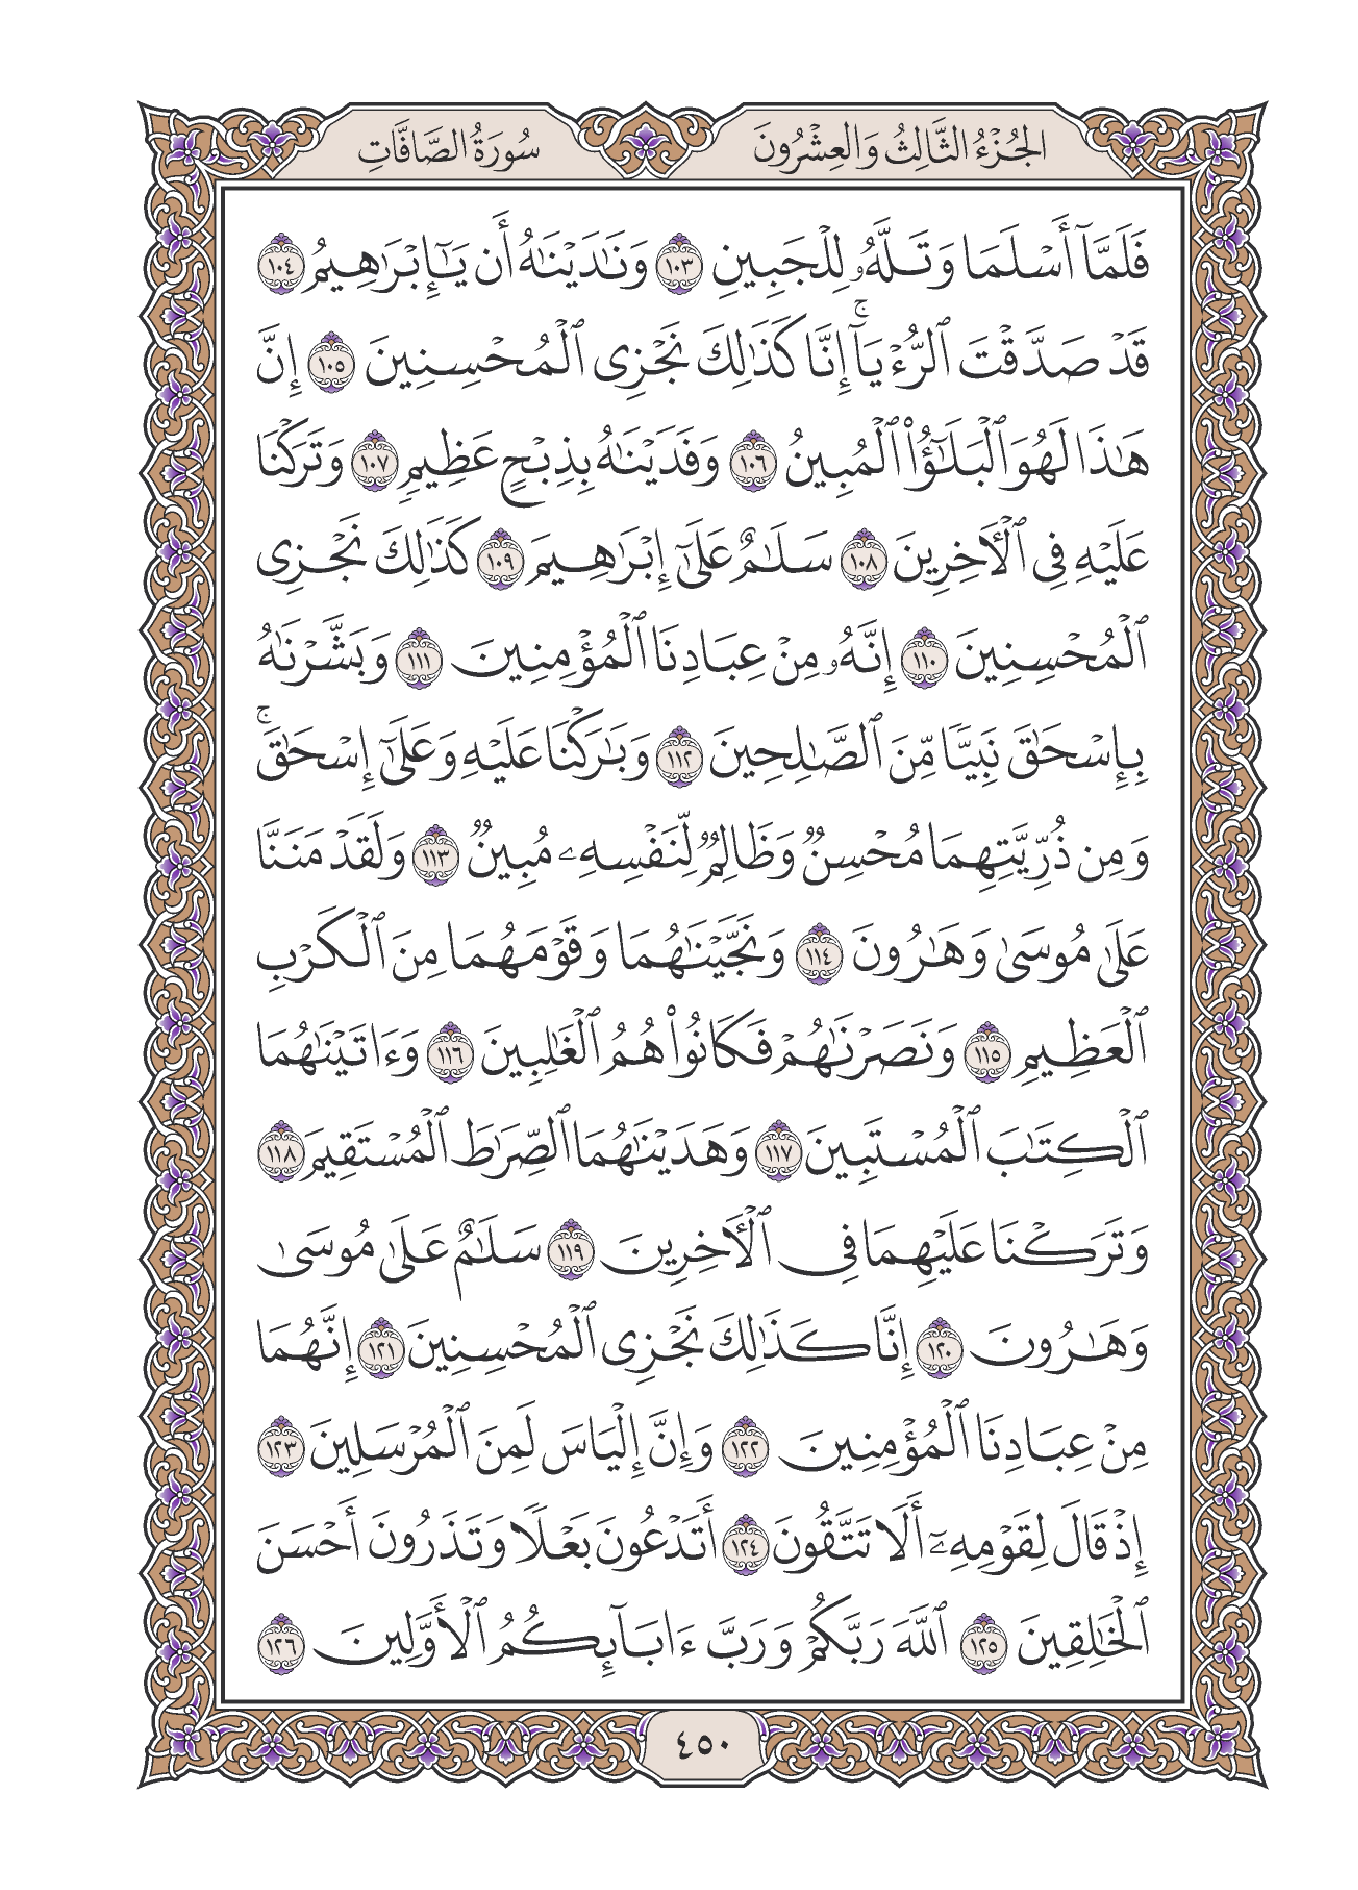 الجُزْءُ الثَّالِثُ وَالعِشْرُونَ
سُورَةُ الصَّافَّاتِ
فَلَمَّآ أَسْلَمَا وَتَلَّهُۥ لِلْجَبِينِ ١٠٣ وَنَٰدَيْنَٰهُ أَن يَٰٓإِبْرَٰهِيمُ ١٠٤
قَدْ صَدَّقْتَ ٱلرُّءْيَآ ۚ إِنَّا كَذَٰلِكَ نَجْزِى ٱلْمُحْسِنِينَ ١٠٥ إِنَّ
هَٰذَا لَهُوَ ٱلْبَلَٰٓؤُا۟ ٱلْمُبِينُ ١٠٦ وَفَدَيْنَٰهُ بِذِبْحٍ عَظِيمٍ ١٠٧ وَتَرَكْنَا
عَلَيْهِ فِى ٱلْءَاخِرِينَ ١٠٨ سَلَٰمٌ عَلَىٰٓ إِبْرَٰهِيمَ ١٠٩ كَذَٰلِكَ نَجْزِى
ٱلْمُحْسِنِينَ ١١٠ إِنَّهُۥ مِنْ عِبَادِنَا ٱلْمُؤْمِنِينَ ١١١ وَبَشَّرْنَٰهُ
بِإِسْحَٰقَ نَبِيًّا مِّنَ ٱلصَّٰلِحِينَ ١١٢ وَبَٰرَكْنَا عَلَيْهِ وَعَلَىٰٓ إِسْحَٰقَ ۚ
وَمِن ذُرِّيَّتِهِمَا مُحْسِنٌ وَظَالِمٌ لِّنَفْسِهِۦ مُبِينٌ ١١٣ وَلَقَدْ مَنَنَّا
عَلَىٰ مُوسَىٰ وَهَٰرُونَ ١١٤ وَنَجَّيْنَٰهُمَا وَقَوْمَهُمَا مِنَ ٱلْكَرْبِ
ٱلْعَظِيمِ ١١٥ وَنَصَرْنَٰهُمْ فَكَانُوا۟ هُمُ ٱلْغَٰلِبِينَ ١١٦ وَءَاتَيْنَٰهُمَا
ٱلْكِتَٰبَ ٱلْمُسْتَبِينَ ١١٧ وَهَدَيْنَٰهُمَا ٱلصِّرَٰطَ ٱلْمُسْتَقِيمَ ١١٨
وَتَرَكْنَا عَلَيْهِمَا فِى ٱلْءَاخِرِينَ ١١٩ سَلَٰمٌ عَلَىٰ مُوسَىٰ
وَهَٰرُونَ ١٢٠ إِنَّا كَذَٰلِكَ نَجْزِى ٱلْمُحْسِنِينَ ١٢١ إِنَّهُمَا
مِنْ عِبَادِنَا ٱلْمُؤْمِنِينَ ١٢٢ وَإِنَّ إِلْيَاسَ لَمِنَ ٱلْمُرْسَلِينَ ١٢٣
إِذْ قَالَ لِقَوْمِهِۦٓ أَلَا تَتَّقُونَ ١٢٤ أَتَدْعُونَ بَعْلًا وَتَذَرُونَ أَحْسَنَ
ٱلْخَٰلِقِينَ ١٢٥ ٱللَّهَ رَبَّكُمْ وَرَبَّ ءَابَآئِكُمُ ٱلْأَوَّلِينَ ١٢٦
٤٥٠